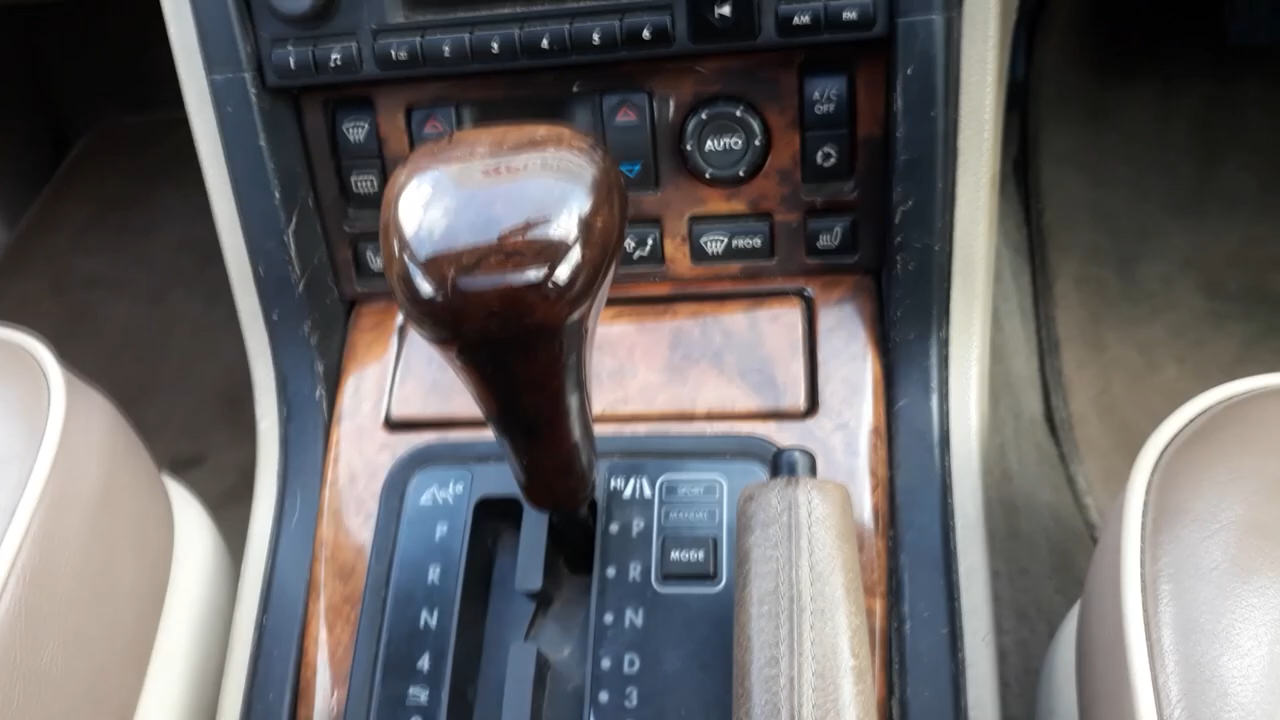 1 2 3 4 5 6 AM FM
A/C
OFF
AUTO
PROG
HI
SPORT
MANUAL
MODE
P P
R R
N N
4 D
3